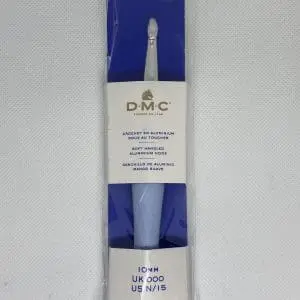 D·M·C
CROCHET EN ALUMINIUM
DOUX AU TOUCHER
SOFT HANDLED
ALUMINIUM HOOK
GANCHILLO DE ALUMINIO
MANGO SUAVE
10MM
UK 000
US N/15